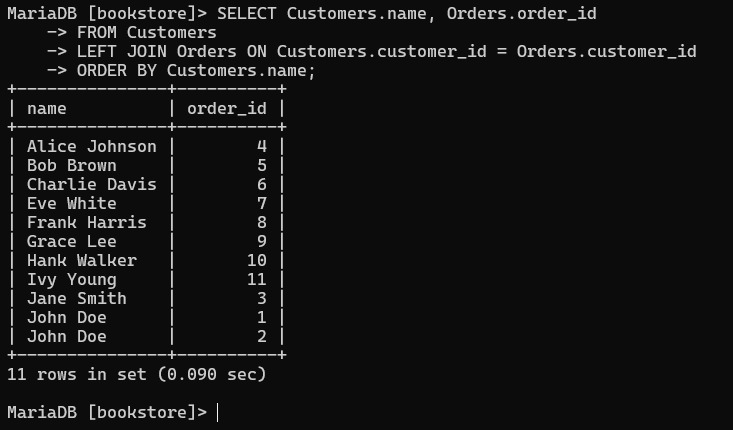 MariaDB [bookstore]> SELECT Customers.name, Orders.order_id
    -> FROM Customers
    -> LEFT JOIN Orders ON Customers.customer_id = Orders.customer_id
    -> ORDER BY Customers.name;
+---------------+----------+
| name          | order_id |
+---------------+----------+
| Alice Johnson |        4 |
| Bob Brown     |        5 |
| Charlie Davis |        6 |
| Eve White     |        7 |
| Frank Harris  |        8 |
| Grace Lee     |        9 |
| Hank Walker   |       10 |
| Ivy Young     |       11 |
| Jane Smith    |        3 |
| John Doe      |        1 |
| John Doe      |        2 |
+---------------+----------+
11 rows in set (0.090 sec)

MariaDB [bookstore]>